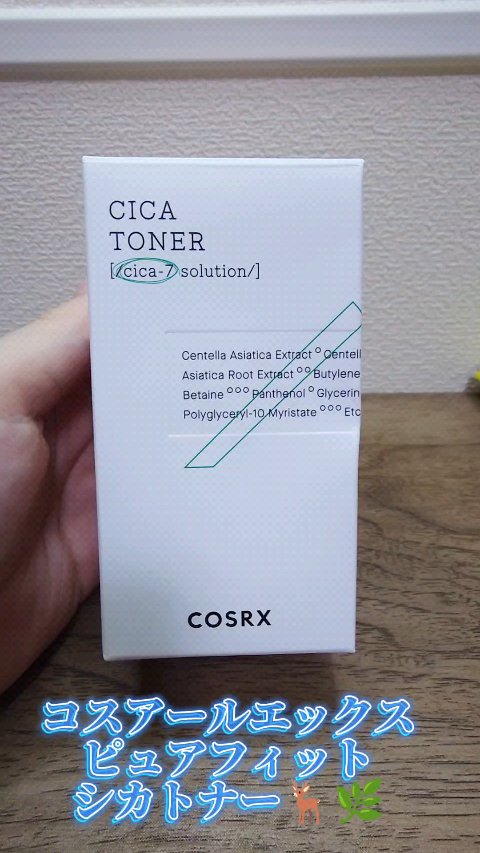 CICA
TONER
[/cica-7 solution/]
Centella Asiatica Extract ° Centell
Asiatica Root Extract °° Butylene
Betaine °°° Panthenol ° Glycerin
Polyglyceryl-10 Myristate °°° Etc
COSRX
コスアールエックス
ピュアフィット
シカトナー🦌🌿